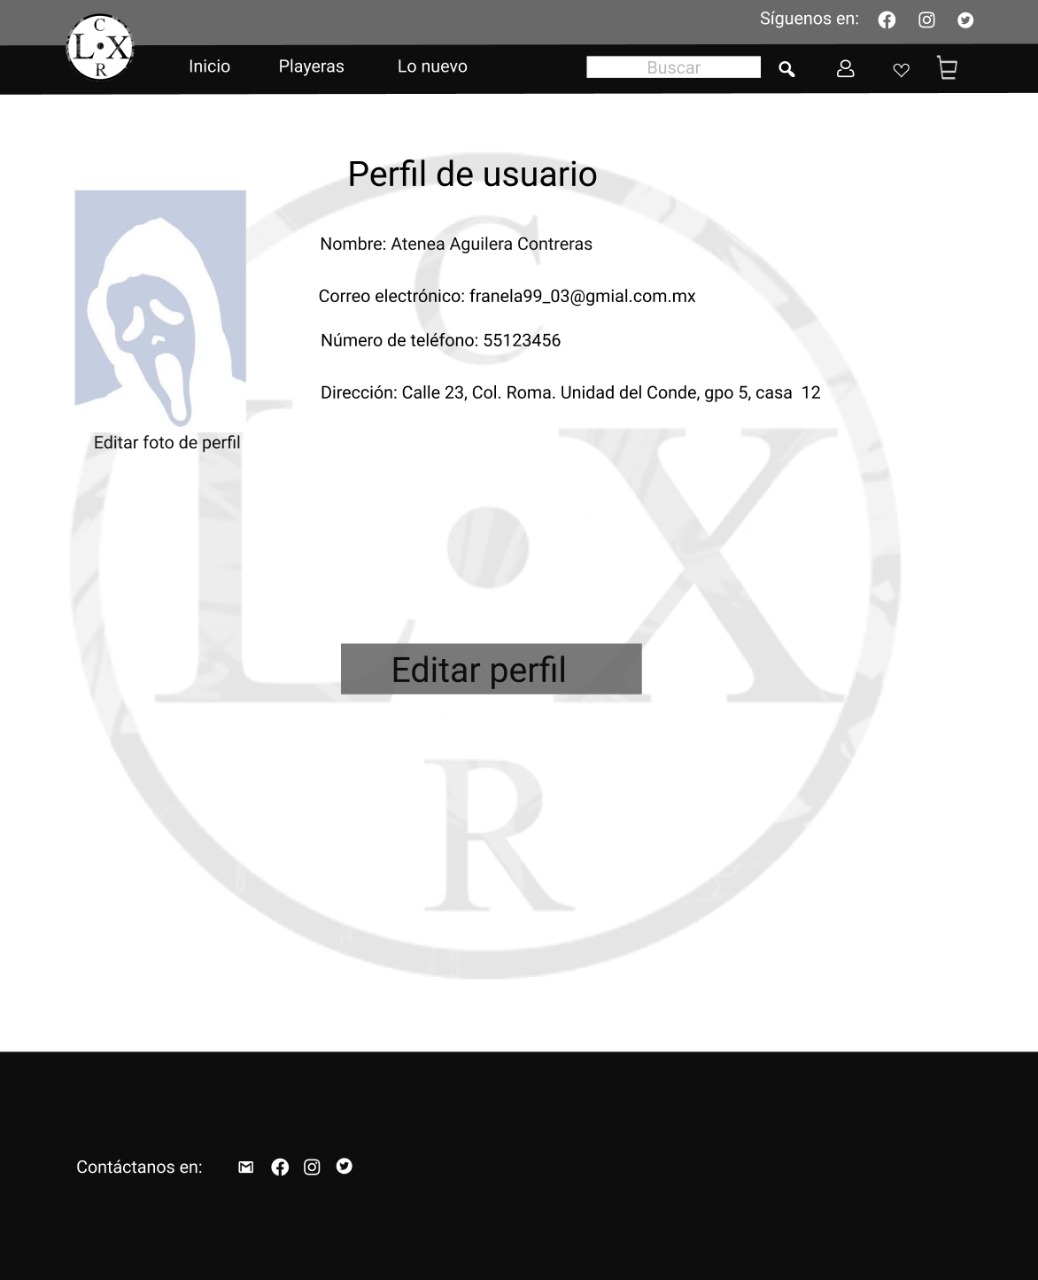 Síguenos en:
C
L X
R
Inicio Playeras Lo nuevo Buscar
Perfil de usuario
Nombre: Atenea Aguilera Contreras
Correo electrónico: franela99_03@gmial.com.mx
Número de teléfono: 55123456
Dirección: Calle 23, Col. Roma. Unidad del Conde, gpo 5, casa 12
Editar foto de perfil
C
L X
Editar perfil
R
Contáctanos en: